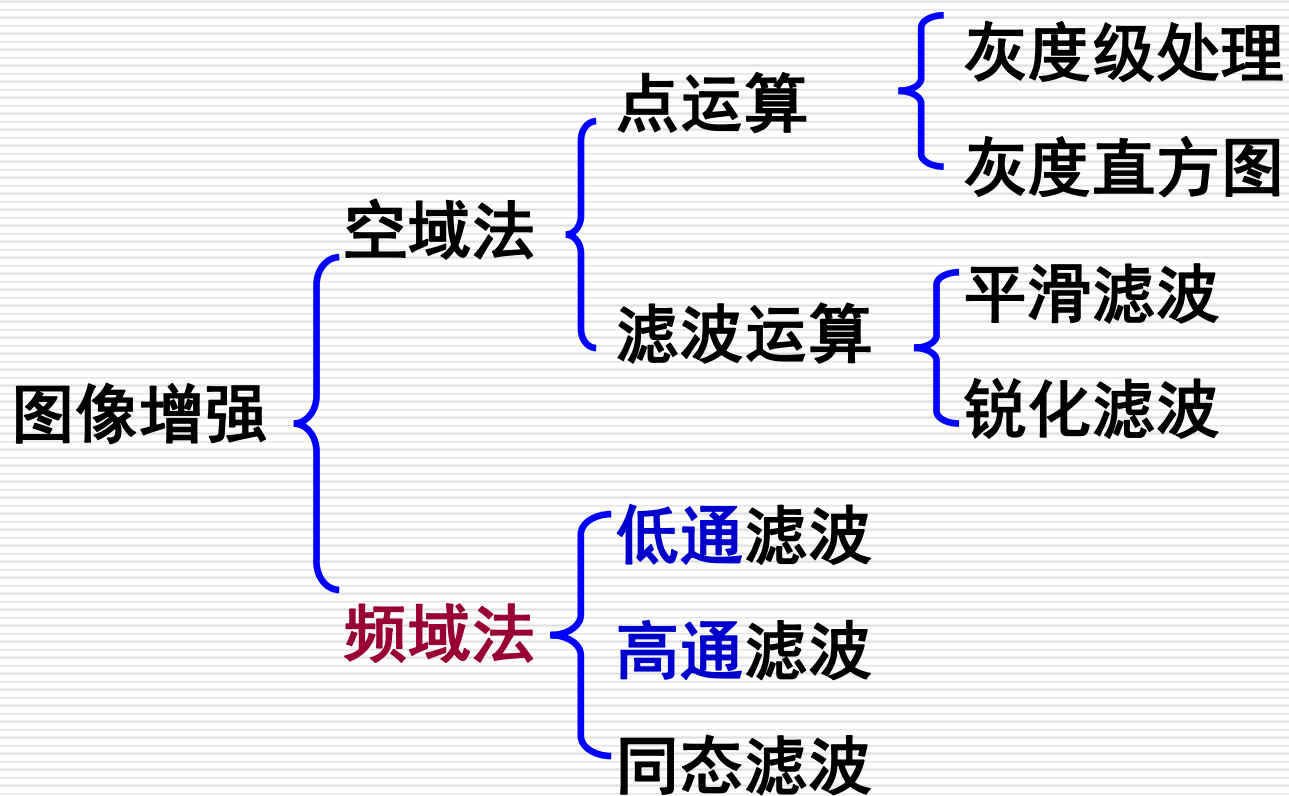 图像增强
空域法
点运算
灰度级处理
灰度直方图
滤波运算
平滑滤波
锐化滤波
频域法
低通滤波
高通滤波
同态滤波